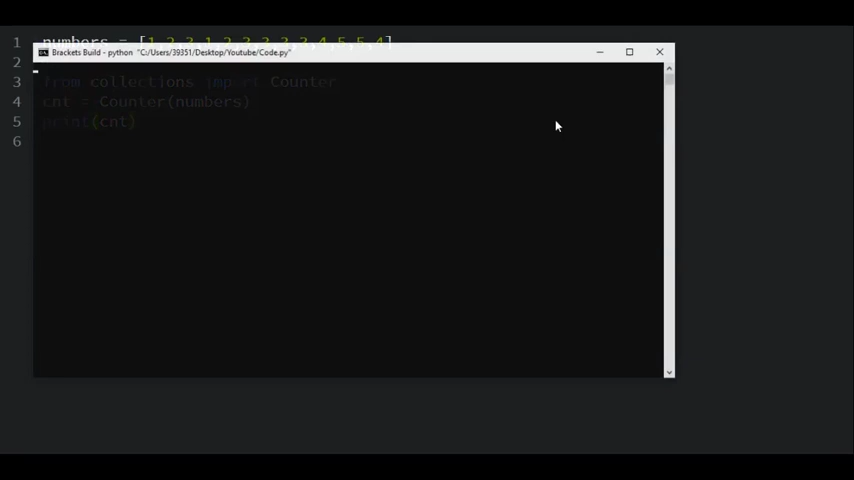 1 numbers = [1,2,3,1,2,3,3,3,3,4,5,5,4]
Brackets Build - python "C:/Users/39351/Desktop/Youtube/Code.py"
2
3 from collections import Counter
4 cnt = Counter(numbers)
5 print(cnt)
6